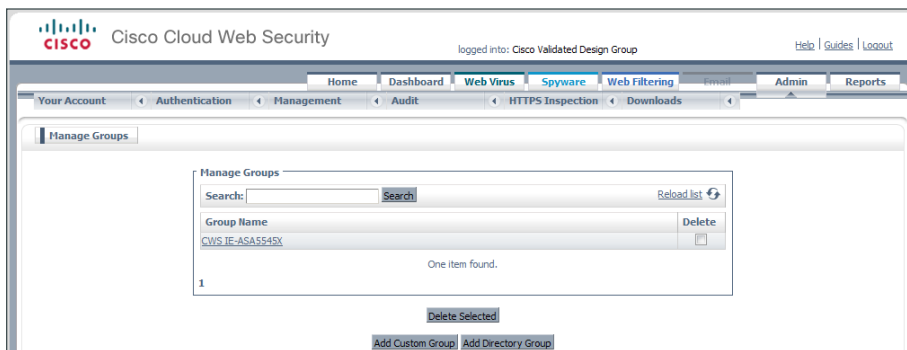 CISCO
Cisco Cloud Web Security
logged into: Cisco Validated Design Group
Help | Guides | Logout
Home Dashboard Web Virus Spyware Web Filtering Email Admin Reports
Your Account Authentication Management Audit HTTPS Inspection Downloads
Manage Groups
Manage Groups
Search: Search Reload list
Group Name Delete
CWS IE-ASA5545X
One item found.
1
Delete Selected
Add Custom Group Add Directory Group